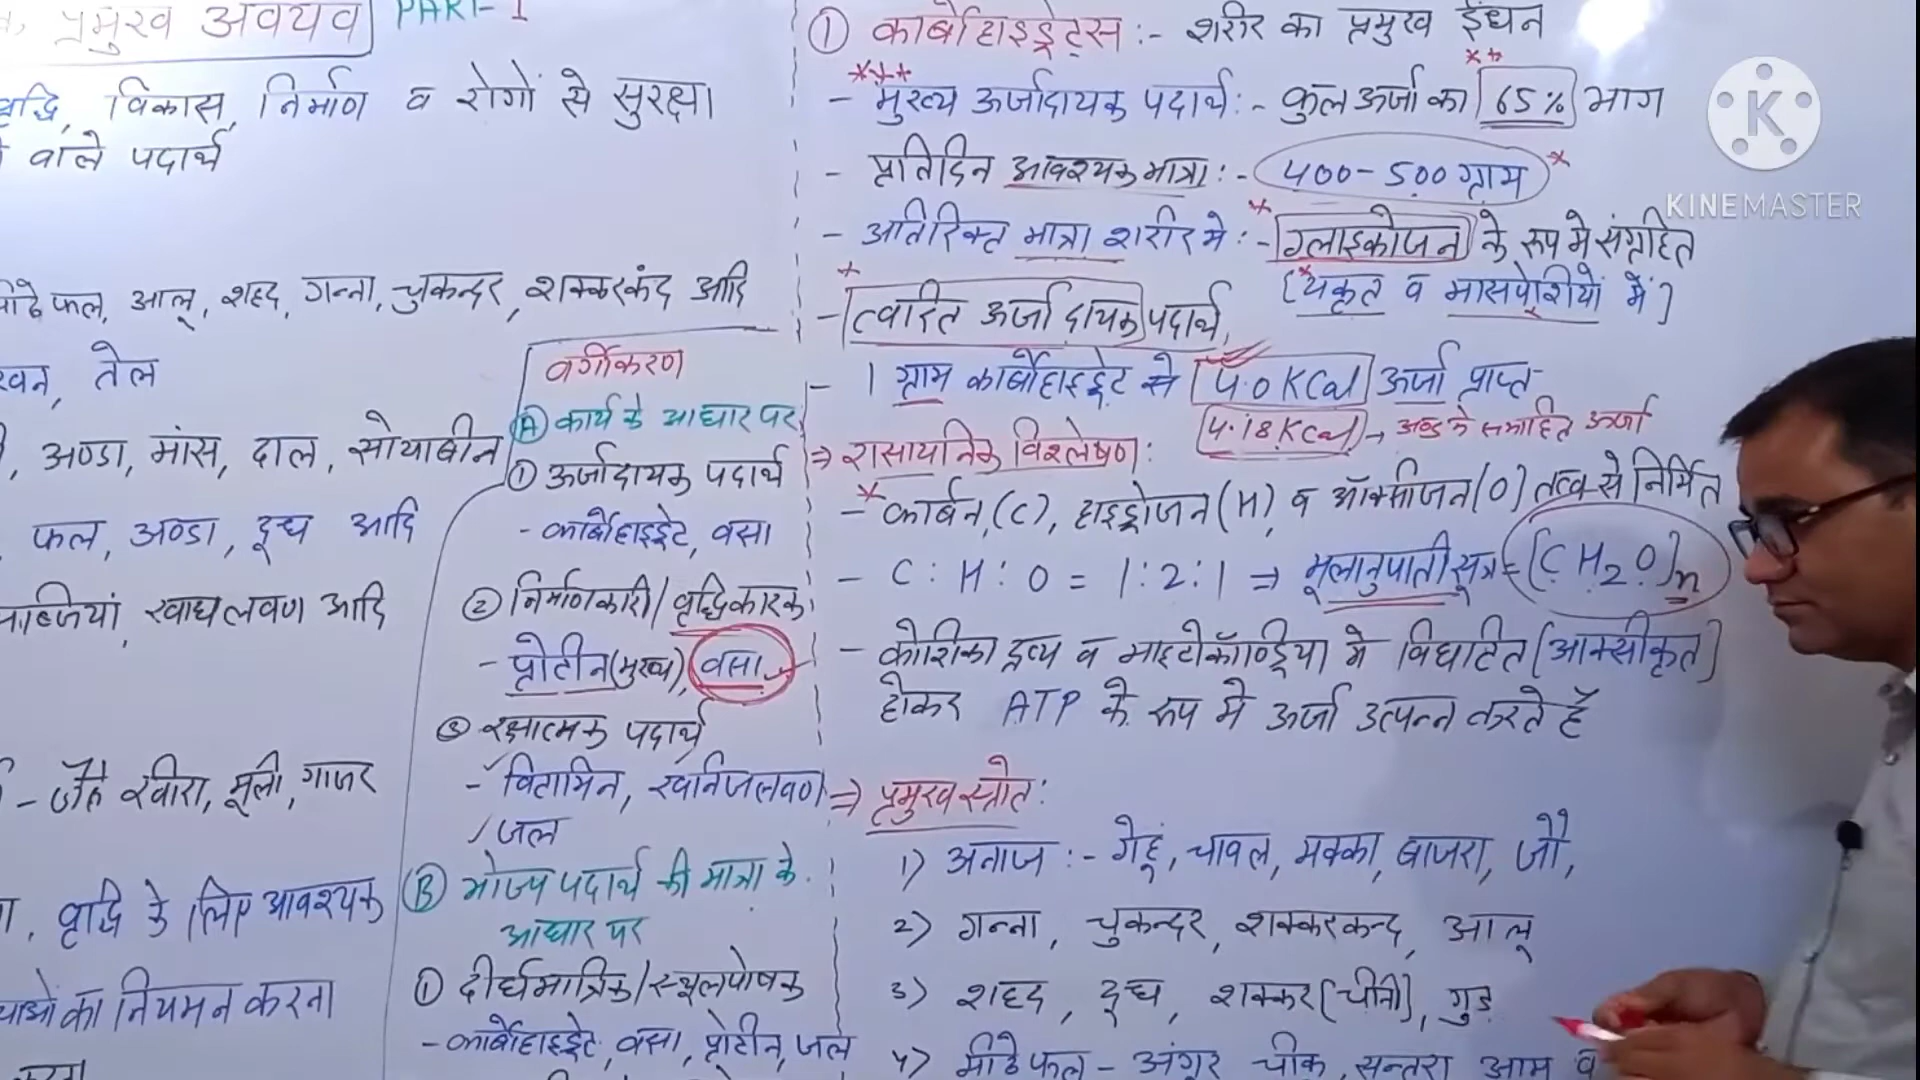 प्रमुख अवयव PART-1
वृद्धि, विकास, निर्माण व रोगों से सुरक्षा
वाले पदार्थ
फल, आलू, शहद, गन्ना, चुकन्दर, शक्करकंद आदि
तेल
अण्डा, मांस, दाल, सोयाबीन
फल, अण्डा, दूध आदि
खाद्य लवण आदि
- जैसे खीरा, मूली, गाजर
वृद्धि के लिए आवश्यक
का नियमन करना
करना
वर्गीकरण
(A) कार्य के आधार पर
① ऊर्जादायक पदार्थ
- कार्बोहाइड्रेट, वसा
② निर्माणकारी/वृद्धिकारक
- प्रोटीन(मुख्य), वसा
③ रक्षात्मक पदार्थ
- विटामिन, खनिजलवण
जल
(B) भोज्य पदार्थ की मात्रा के
आधार पर
① दीर्घमात्रिक/स्थूलपोषक
- कार्बोहाइड्रेट, वसा, प्रोटीन, जल
① कार्बोहाइड्रेट्स :- शरीर का प्रमुख ईंधन
- मुख्य ऊर्जादायक पदार्थ :- कुल ऊर्जा का 65% भाग
- प्रतिदिन आवश्यक मात्रा :- 400-500 ग्राम
- अतिरिक्त मात्रा शरीर मे :- ग्लाइकोजन के रूप मे संग्रहित
[यकृत व मासपेशियों में]
- त्वरित ऊर्जा दायक पदार्थ,
- 1 ग्राम कार्बोहाइड्रेट से 4.0 KCal ऊर्जा प्राप्त
4.18 KCal → समाहित ऊर्जा
⇒ रासायनिक विश्लेषण :
- कार्बन (C), हाइड्रोजन (H), व ऑक्सीजन (O) तत्व से निर्मित
- C : H : O = 1 : 2 : 1 ⇒ मूलानुपाती सूत्र = [CH2O]n
- कोशिका द्रव्य व माइटोकॉण्ड्रिया मे विघटित [आक्सीकृत]
होकर ATP के रूप मे ऊर्जा उत्पन्न करते हैं
⇒ प्रमुख स्त्रोत :
1) अनाज :- गेहूं, चावल, मक्का, बाजरा, जौ,
2) गन्ना, चुकन्दर, शक्करकन्द, आलू
3) शहद, दूध, शक्कर [चीनी], गुड़
4) मीठे फल - अंगूर चीकू, सन्तरा आम व
K
KINEMASTER